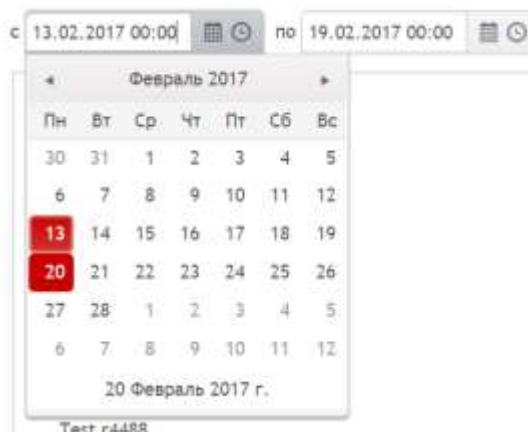 с 13.02.2017 00:00 по 19.02.2017 00:00
◄ Февраль 2017 ►
Пн Вт Ср Чт Пт Сб Вс
30 31 1 2 3 4 5
6 7 8 9 10 11 12
13 14 15 16 17 18 19
20 21 22 23 24 25 26
27 28 1 2 3 4 5
6 7 8 9 10 11 12
20 Февраль 2017 г.
Test r4488